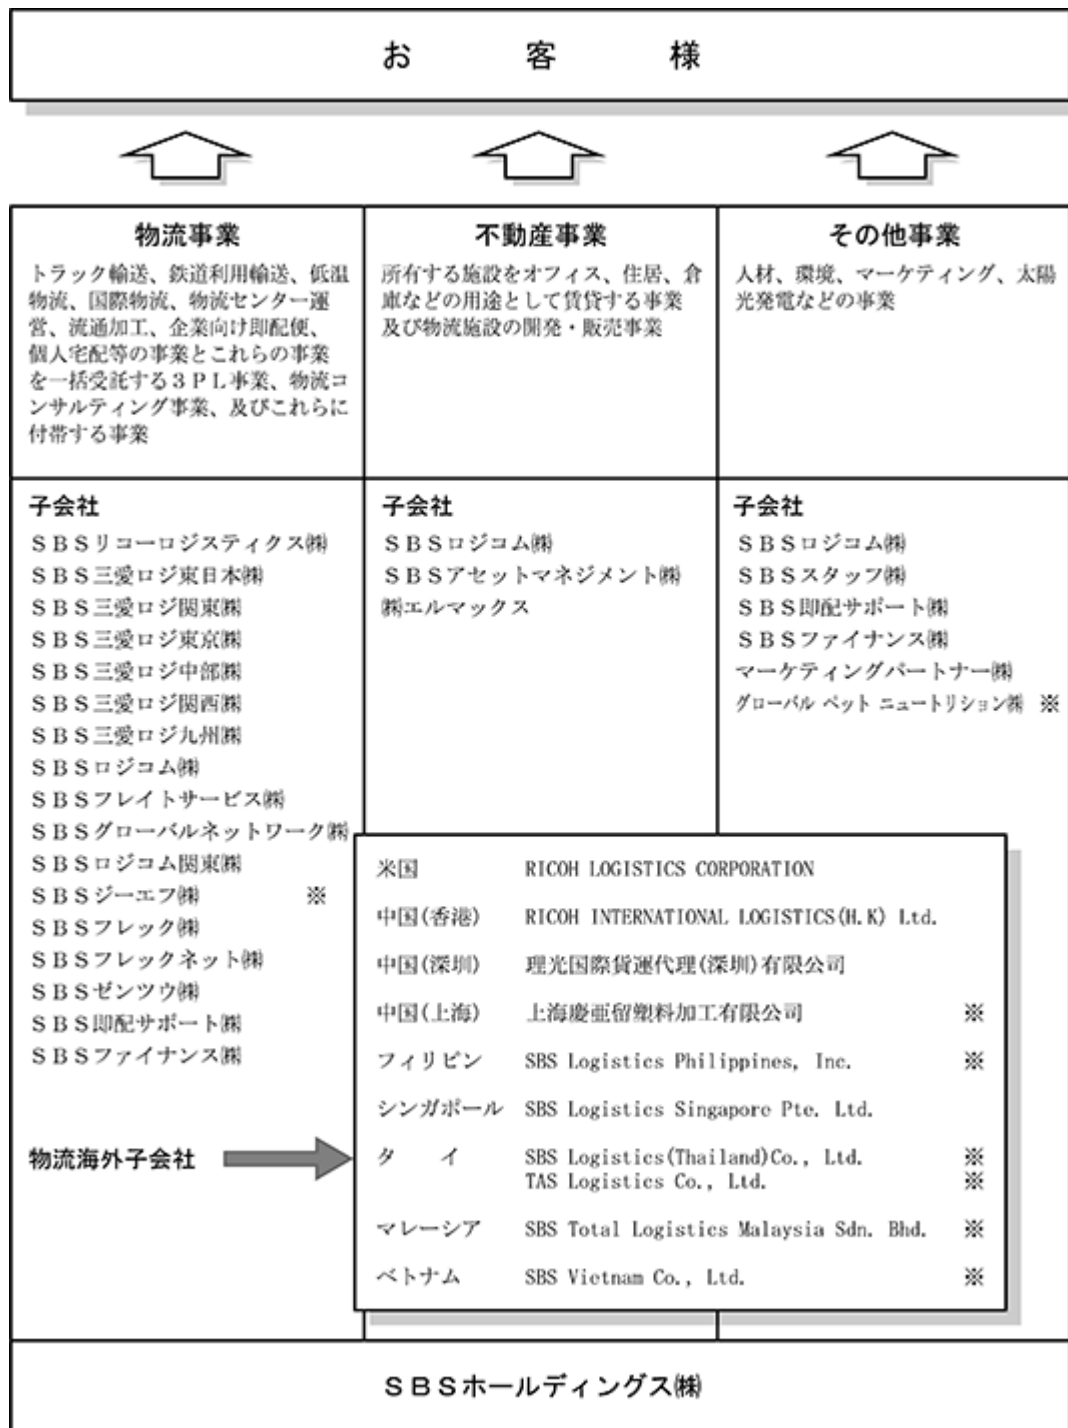 お客様
物流事業
トラック輸送、鉄道利用輸送、低温
物流、国際物流、物流センター運
営、流通加工、企業向け即配便、
個人宅配等の事業とこれらの事業
を一括受託する3PL事業、物流コ
ンサルティング事業、及びこれらに
付帯する事業
不動産事業
所有する施設をオフィス、住居、倉
庫などの用途として賃貸する事業
及び物流施設の開発・販売事業
その他事業
人材、環境、マーケティング、太陽
光発電などの事業
子会社
SBSリコーロジスティクス㈱
SBS三愛ロジ東日本㈱
SBS三愛ロジ関東㈱
SBS三愛ロジ東京㈱
SBS三愛ロジ中部㈱
SBS三愛ロジ関西㈱
SBS三愛ロジ九州㈱
SBSロジコム㈱
SBSフレイトサービス㈱
SBSグローバルネットワーク㈱
SBSロジコム関東㈱
SBSジーエフ㈱ ※
SBSフレック㈱
SBSフレックネット㈱
SBSゼンツウ㈱
SBS即配サポート㈱
SBSファイナンス㈱
子会社
SBSロジコム㈱
SBSアセットマネジメント㈱
㈱エルマックス
子会社
SBSロジコム㈱
SBSスタッフ㈱
SBS即配サポート㈱
SBSファイナンス㈱
マーケティングパートナー㈱
グローバル ペット ニュートリション㈱ ※
物流海外子会社
米国 RICOH LOGISTICS CORPORATION
中国(香港) RICOH INTERNATIONAL LOGISTICS(H.K) Ltd.
中国(深圳) 理光国際貨運代理(深圳)有限公司
中国(上海) 上海慶亜留塑料加工有限公司 ※
フィリピン SBS Logistics Philippines, Inc. ※
シンガポール SBS Logistics Singapore Pte. Ltd.
タイ SBS Logistics(Thailand)Co., Ltd. ※
TAS Logistics Co., Ltd. ※
マレーシア SBS Total Logistics Malaysia Sdn. Bhd. ※
ベトナム SBS Vietnam Co., Ltd. ※
SBSホールディングス㈱